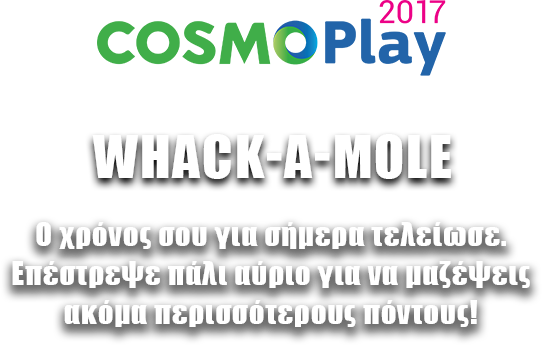 2017
COSMOPlay
WHACK-A-MOLE
Ο χρόνος σου για σήμερα τελείωσε.
Επέστρεψε πάλι αύριο για να μαζέψεις
ακόμα περισσότερους πόντους!